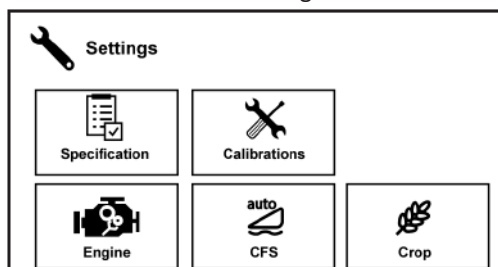 Settings
Specification
Calibrations
auto
Engine
CFS
Crop